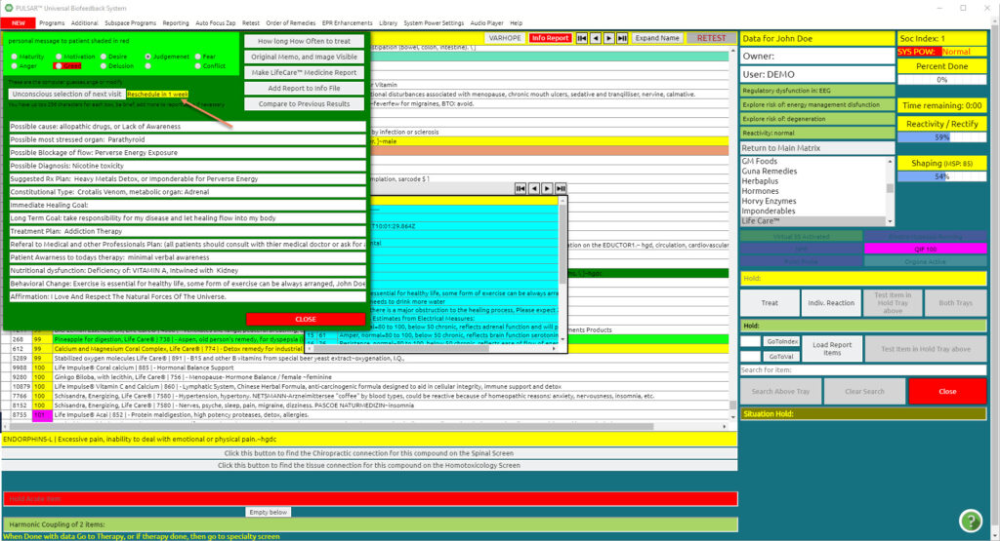 PULSAR™ Universal Biofeedback System
NEW Programs Additional Subspace Programs Reporting Auto Focus Zap Retest Order of Remedies EPR Enhancements Library System Power Settings Audio Player Help
personal message to patient shaded in red
Maturity Motivation Desire Judgemenet Fear
Anger Greed Delusion Conflict
Unconscious selection of next visit Reschedule in 1 week
How long How Often to treat
Original Memo, and Image Visible
Make LifeCare™ Medicine Report
Add Report to Info File
Compare to Previous Results
Possible cause: allopathic drugs, or Lack of Awareness
Possible most stressed organ: Parathyroid
Possible Blockage of flow: Perverse Energy Exposure
Possible Diagnosis: Nicotine toxicity
Suggested Rx Plan: Heavy Metals Detox, or Imponderable for Perverse Energy
Constitutional Type: Crotalis Venom, metabolic organ: Adrenal
Immediate Healing Goal:
Long Term Goal: take responsibility for my disease and let healing flow into my body
Treatment Plan: Addiction Therapy
Referal to Medical and other Professionals Plan: (all patients should consult with thier medical doctor or ask for a
Patient Awarness to todays therapy: minimal verbal awareness
Nutritional dysfunction: Deficiency of: VITAMIN A, Intwined with Kidney
Behavioral Change: Exercise is essential for healthy life, some form of exercise can be always arranged, John Doe
Affirmation: I Love And Respect The Natural Forces Of The Universe.
CLOSE
VARHOPE Info Report Expand Name RETEST
estipation (bowel, colon, intestine). (,]
r Vitamin
otional disturbances associated with menopause, chronic mouth ulcers, sedative and tranqilliser, nervine, calmative.
~feverfew for migraines, BTO: avoid.
by infection or sclerosis
er. }~male
mplation, sarcode $ ]
T10:01:29.864Z
tion on the EDUCTOR1.~ hgd, circulation, cardiovascular
. (.}~hgdc
essential for healthy life, some form of exercise can be always arran
needs to drink more water
there is a major obstruction to the healing process, Please expect
Estimates from Electrical Measures:
mal=80 to 100, below 50 chronic, reflects adrenal function and will p
15 61 Amper, normal=80 to 100, below 50 chronic, reflects brain function serotonin
ments Products
268 99 Pineapple for digestion, Life Care® | 738 | - Aspen, old person's remedy, for dyspepsia
612 99 Calcium and Magnesium Coral Complex, Life Care® | 774 | - Detox remedy for industrial
5289 99 Stabilized oxygen molecules Life Care® | 891 | - B15 and other B vitamins from special beer yeast extract~oxygenation, I.Q.,
9958 100 Life Impulse® Coral calcium | 885 | - Hormonal Balance Support
9280 100 Ginkgo Biloba, with lecithin, Life Care® | 756 | - Menopause- Hormone Balance / female ~feminine
10879 100 Life Impulse® Vitamin C and Calcium | 860 | - Lymphatic System, Chinese Herbal Formula, anti-carcinogenic formula designed to aid in cellular integrity, immune support and detox
7766 100 Schisandra, Energizing, Life Care® | 7580 | - Hypertension, hypertony. NETSMANN-Arzneimittersee "coffee" by blood types, could be reactive because of homeopathic reasons: anxiety, nervousness, insomnia, etc.
8152 100 Schisandra, Energizing, Life Care® | 7580 | - Nerves, psyche, sleep, pain, migraine, dizziness. PASCOE NATURMEDIZIN-insomnia
8755 101 Life Impulse® Acai | 852 | - Protein maldigestion, high potency proteases, detox, allergies.
ENDORPHINS-L | Excessive pain, inability to deal with emotional or physical pain.~hgdc
Click this button to find the Chiropractic connection for this compound on the Spinal Screen
Click this button to find the tissue connection for this compound on the Homotoxicology Screen
Hold Acute Item
Empty below
Harmonic Coupling of 2 items:
When Done with data Go to Therapy, or if therapy done, then go to specialty screen
Data for John Doe
Owner:
User: DEMO
Regulatory dysfunction in: EEG
Explore risk of: energy management disfunction
Explore risk of: degeneration
Reactivity: normal
Return to Main Matrix
GM Foods
Guna Remedies
Herbaplus
Hormones
Horvy Enzymes
Imponderables
Life Care™
Soc Index: 1
SYS POW: Normal
Percent Done
0%
Time remaining: 0:00
Reactivity / Rectify
59%
Shaping (MSP: 85)
54%
QIF 100
Hold:
Treat Indiv. Reaction Test Item in Hold Tray above Both Trays
Hold:
GoToIndex
GoToVal
Load Report Items
Test Item in Hold Tray above
Search for Item:
Search Above Tray Clear Search Close
Situation Hold:
?